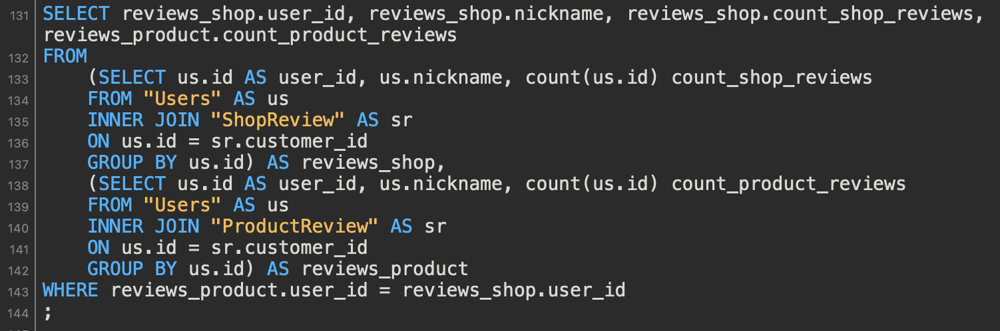 131 SELECT reviews_shop.user_id, reviews_shop.nickname, reviews_shop.count_shop_reviews,
reviews_product.count_product_reviews
132 FROM
133     (SELECT us.id AS user_id, us.nickname, count(us.id) count_shop_reviews
134     FROM "Users" AS us
135     INNER JOIN "ShopReview" AS sr
136     ON us.id = sr.customer_id
137     GROUP BY us.id) AS reviews_shop,
138     (SELECT us.id AS user_id, us.nickname, count(us.id) count_product_reviews
139     FROM "Users" AS us
140     INNER JOIN "ProductReview" AS sr
141     ON us.id = sr.customer_id
142     GROUP BY us.id) AS reviews_product
143 WHERE reviews_product.user_id = reviews_shop.user_id
144 ;